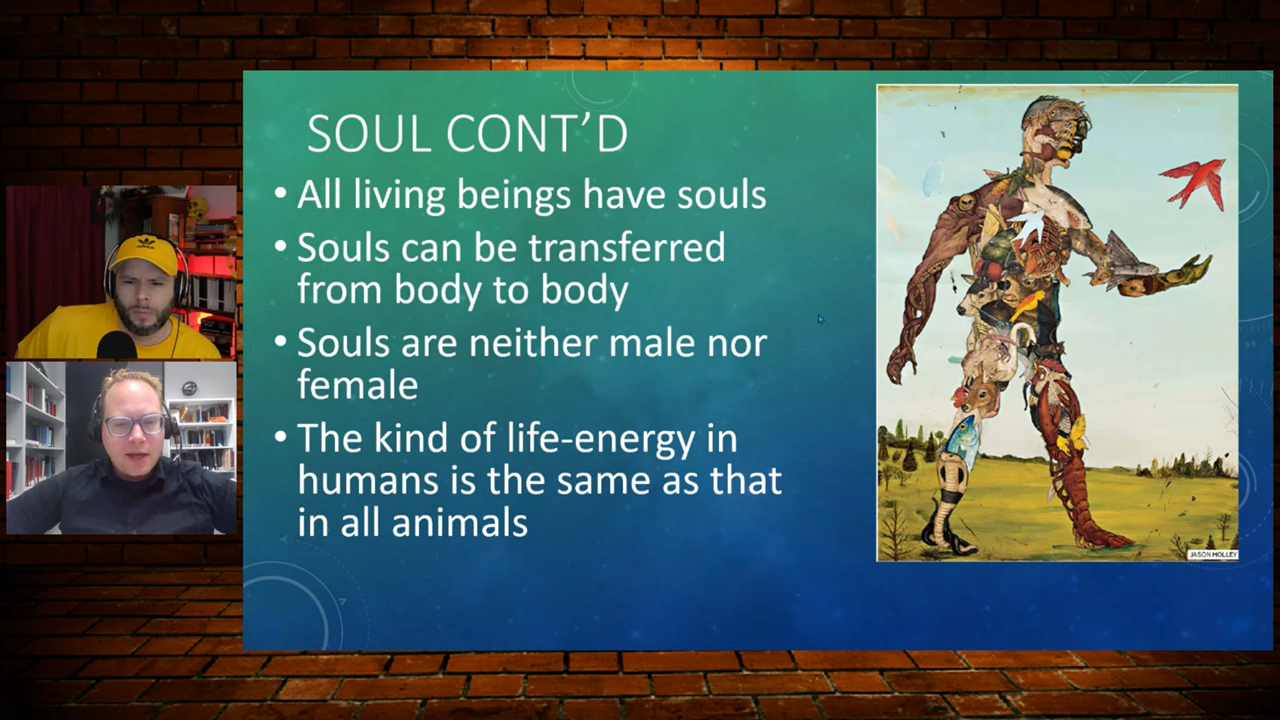 SOUL CONT’D
• All living beings have souls
• Souls can be transferred
from body to body
• Souls are neither male nor
female
• The kind of life-energy in
humans is the same as that
in all animals
JASON HOLLEY